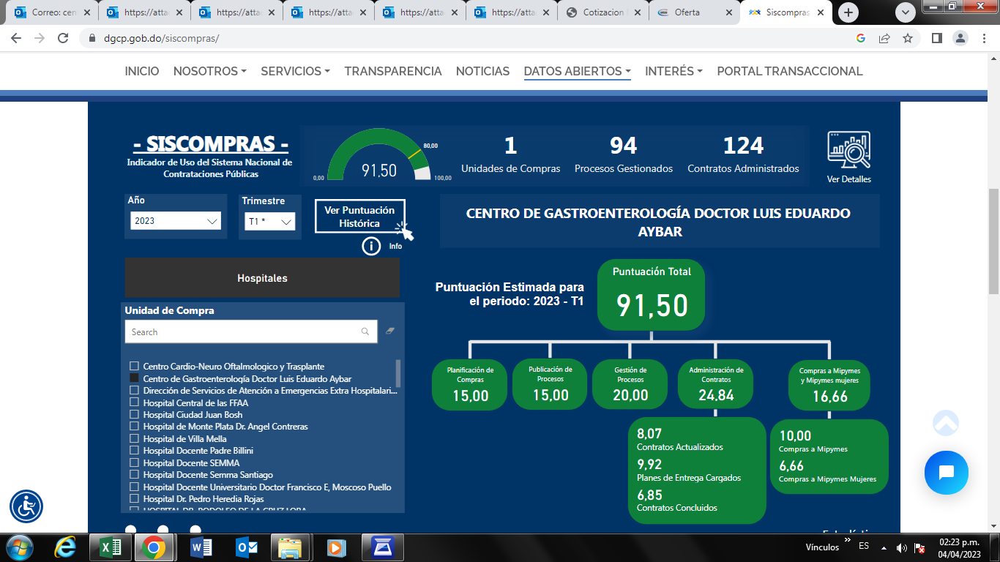 Correo: cen
https://atta
https://atta
https://atta
https://atta
https://atta
Cotizacion
Oferta
Siscompras
dgcp.gob.do/siscompras/
INICIO NOSOTROS SERVICIOS TRANSPARENCIA NOTICIAS DATOS ABIERTOS INTERÉS PORTAL TRANSACCIONAL
- SISCOMPRAS -
Indicador de Uso del Sistema Nacional de
Contrataciones Públicas
80,00
91,50
0,00
100,00
1
Unidades de Compras
94
Procesos Gestionados
124
Contratos Administrados
Ver Detalles
Año
2023
Trimestre
T1 *
Ver Puntuación
Histórica
i
Info
CENTRO DE GASTROENTEROLOGÍA DOCTOR LUIS EDUARDO
AYBAR
Hospitales
Unidad de Compra
Search
Centro Cardio-Neuro Oftalmologico y Trasplante
Centro de Gastroenterología Doctor Luis Eduardo Aybar
Dirección de Servicios de Atención a Emergencias Extra Hospitalari...
Hospital Central de las FFAA
Hospital Ciudad Juan Bosh
Hospital de Monte Plata Dr. Angel Contreras
Hospital de Villa Mella
Hospital Docente Padre Billini
Hospital Docente SEMMA
Hospital Docente Semma Santiago
Hospital Docente Universitario Doctor Francisco E, Moscoso Puello
Hospital Dr. Pedro Heredia Rojas
HOSPITAL DR. RODOLFO DE LA CRUZ LORA
Puntuación Estimada para
el periodo: 2023 - T1
Puntuación Total
91,50
Planificación de
Compras
15,00
Publicación de
Procesos
15,00
Gestión de
Procesos
20,00
Administración de
Contratos
24,84
Compras a Mipymes
y Mipymes mujeres
16,66
8,07
Contratos Actualizados
9,92
Planes de Entrega Cargados
6,85
Contratos Concluidos
10,00
Compras a Mipymes
6,66
Compras a Mipymes Mujeres
Vínculos
ES
02:23 p.m.
04/04/2023